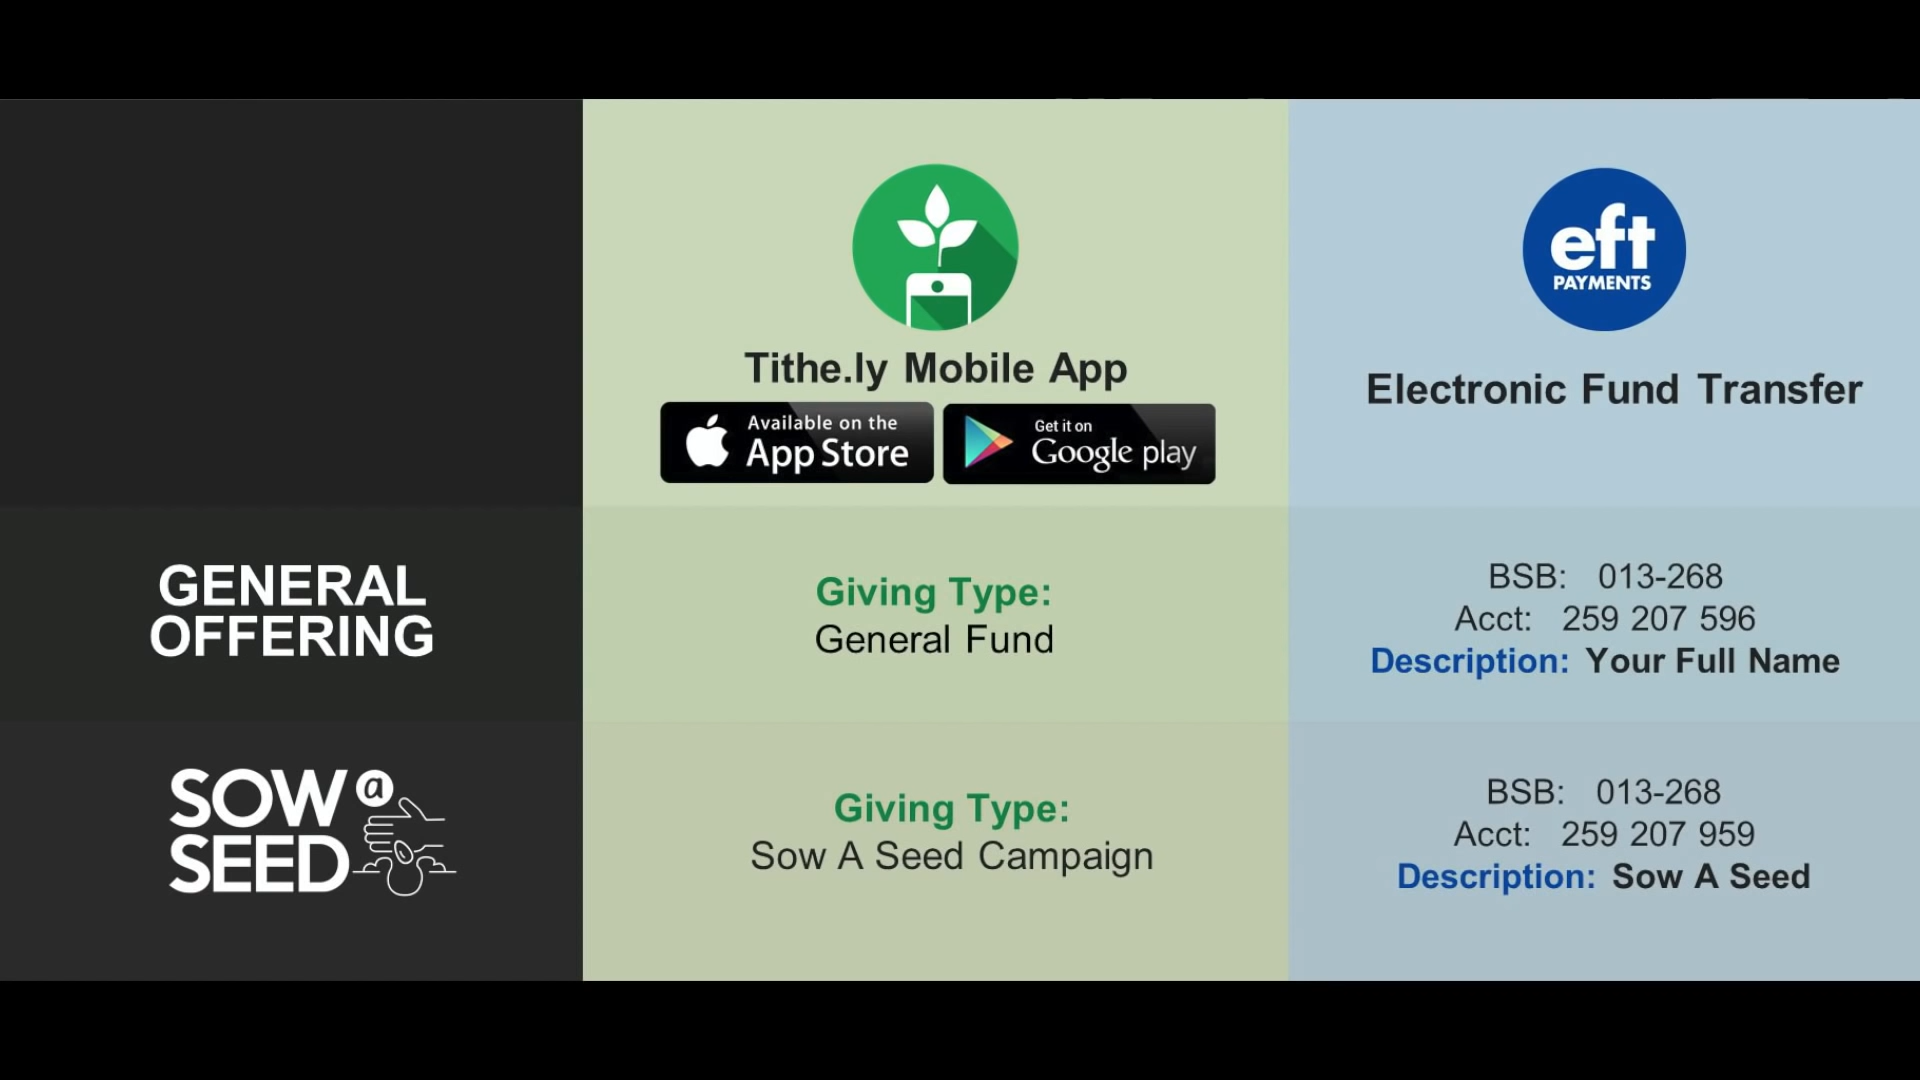 eft
PAYMENTS
Tithe.ly Mobile App
Electronic Fund Transfer
Available on the
App Store
Get it on
Google play
GENERAL
OFFERING
Giving Type:
General Fund
BSB: 013-268
Acct: 259 207 596
Description: Your Full Name
SOW a
SEED
Giving Type:
Sow A Seed Campaign
BSB: 013-268
Acct: 259 207 959
Description: Sow A Seed